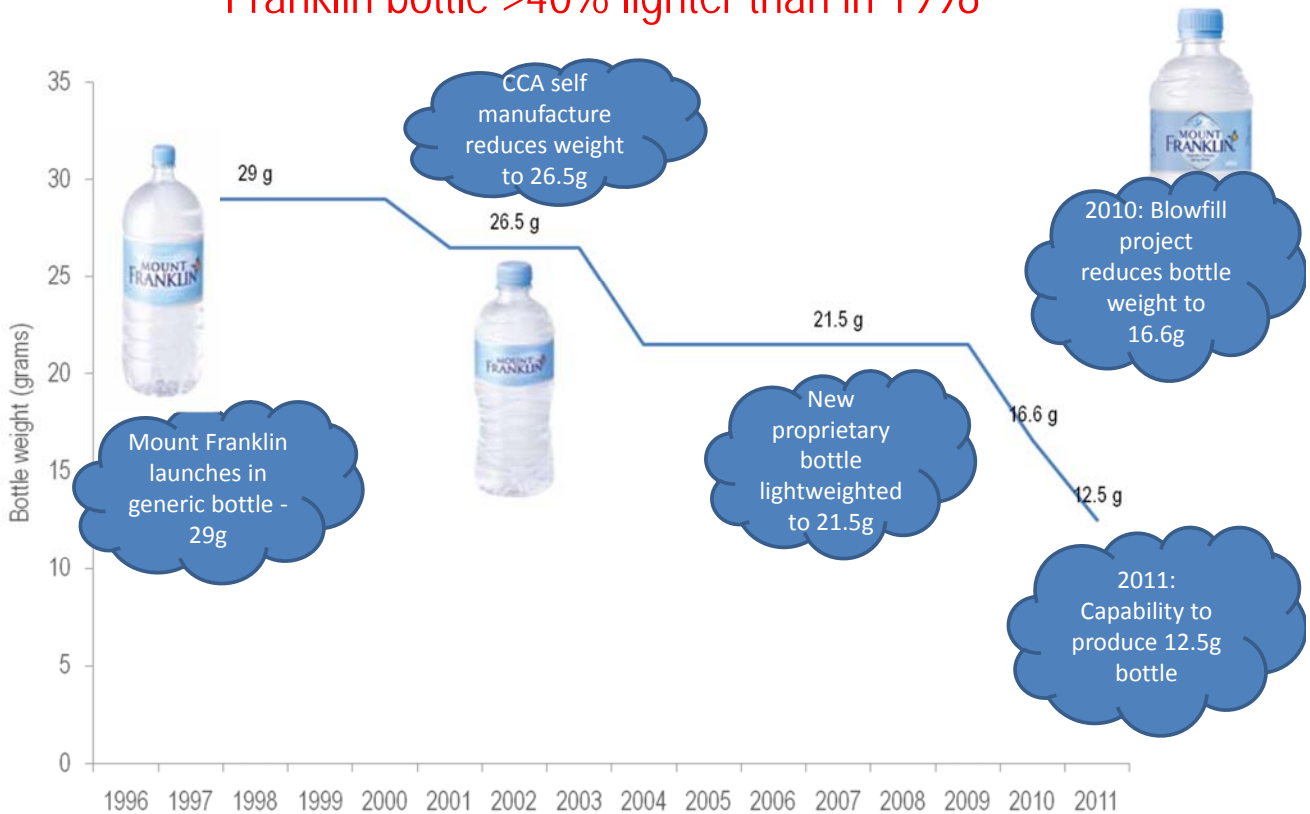 Franklin bottle >40% lighter than in 1998
35
30
25
20
15
10
5
0
Bottle weight (grams)
29 g
26.5 g
21.5 g
16.6 g
12.5 g
CCA self
manufacture
reduces weight
to 26.5g
MOUNT
FRANKLIN
2010: Blowfill
project
reduces bottle
weight to
16.6g
MOUNT
FRANKLIN
MOUNT
FRANKLIN
Mount Franklin
launches in
generic bottle -
29g
New
proprietary
bottle
lightweighted
to 21.5g
2011:
Capability to
produce 12.5g
bottle
1996 1997 1998 1999 2000 2001 2002 2003 2004 2005 2006 2007 2008 2009 2010 2011